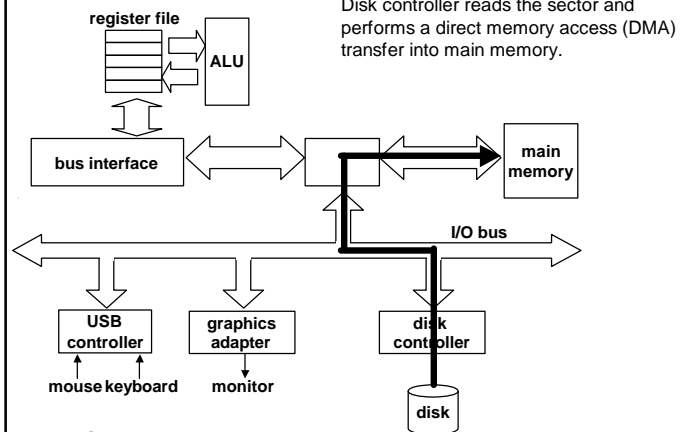 Disk controller reads the sector and
performs a direct memory access (DMA)
transfer into main memory.
register file
ALU
bus interface
main
memory
I/O bus
USB
controller
graphics
adapter
disk
controller
mouse keyboard
monitor
disk